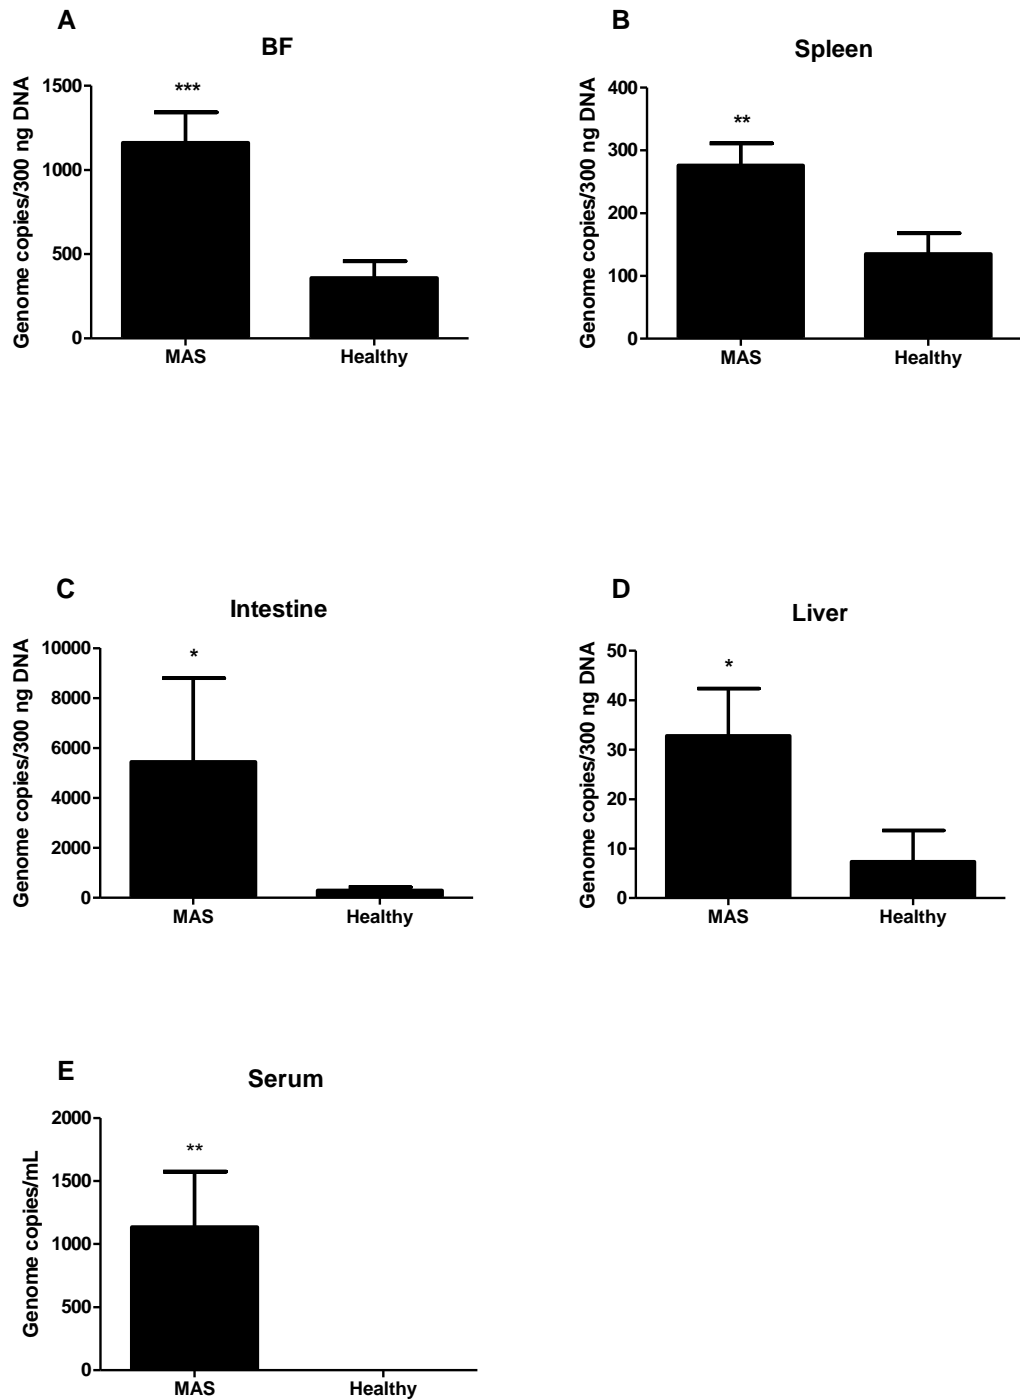 A
BF
Genome copies/300 ng DNA
1500
1000
500
0
***
MAS
Healthy
B
Spleen
Genome copies/300 ng DNA
400
300
200
100
0
**
MAS
Healthy
C
Intestine
Genome copies/300 ng DNA
10000
8000
6000
4000
2000
0
*
MAS
Healthy
D
Liver
Genome copies/300 ng DNA
50
40
30
20
10
0
*
MAS
Healthy
E
Serum
Genome copies/mL
2000
1500
1000
500
0
**
MAS
Healthy